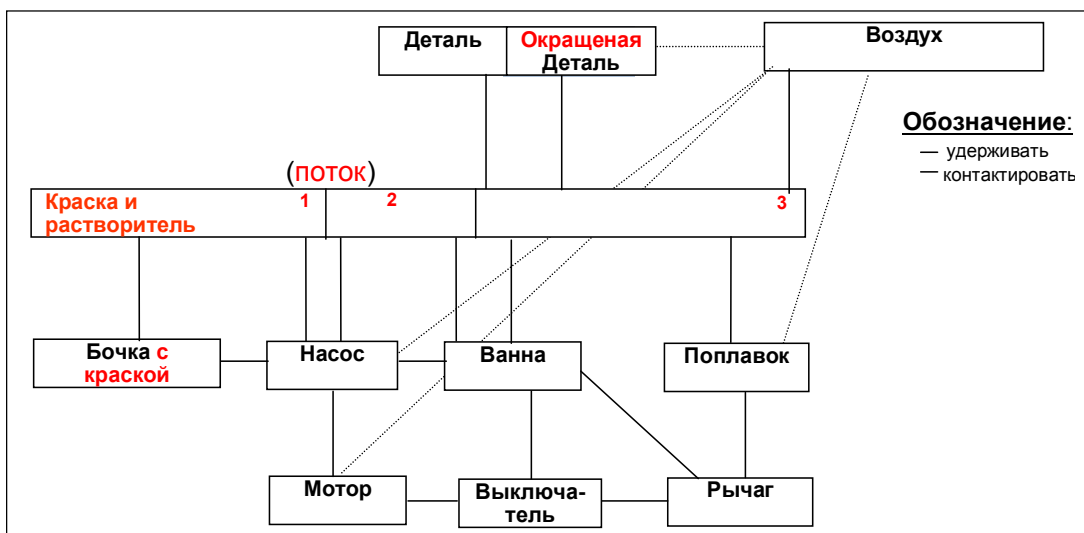 Деталь
Окращеная
Деталь
Воздух
Обозначение:
— удерживать
— контактировать
(поток)
Краска и
растворитель
1
2
3
Бочка с
краской
Насос
Ванна
Поплавок
Мотор
Выключа-
тель
Рычаг